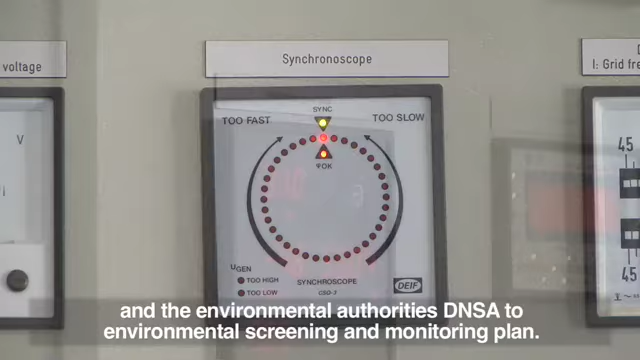 voltage
Synchronoscope
I: Grid fre
V
SYNC
TOO FAST
TOO SLOW
φOK
45
45
UGEN
TOO HIGH
TOO LOW
SYNCHRONOSCOPE
CSQ-3
DEIF
and the environmental authorities DNSA to
environmental screening and monitoring plan.